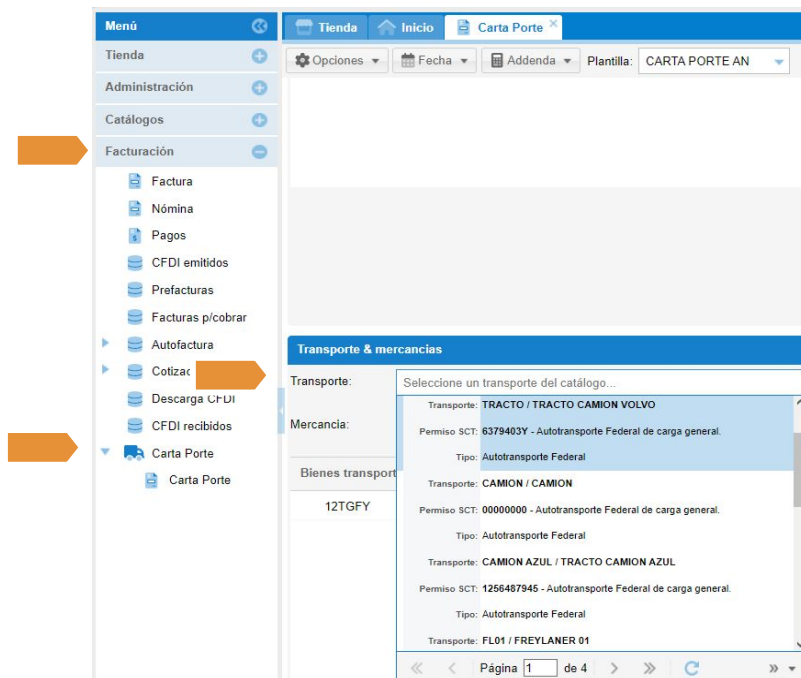 Menú
Tienda
Administración
Catálogos
Facturación
Factura
Nómina
Pagos
CFDI emitidos
Prefacturas
Facturas p/cobrar
Autofactura
Descarga CFDI
CFDI recibidos
Carta Porte
Carta Porte
Tienda Inicio Carta Porte
Opciones Fecha Addenda Plantilla: CARTA PORTE AN
Transporte & mercancias
Transporte: Seleccione un transporte del catálogo...
Mercancia:
Bienes transport
12TGFY
Transporte: TRACTO / TRACTO CAMION VOLVO
Permiso SCT: 6379403Y - Autotransporte Federal de carga general.
Tipo: Autotransporte Federal
Transporte: CAMION / CAMION
Permiso SCT: 00000000 - Autotransporte Federal de carga general.
Tipo: Autotransporte Federal
Transporte: CAMION AZUL / TRACTO CAMION AZUL
Permiso SCT: 1256487945 - Autotransporte Federal de carga general.
Tipo: Autotransporte Federal
Transporte: FL01 / FREYLANER 01
Página 1 de 4